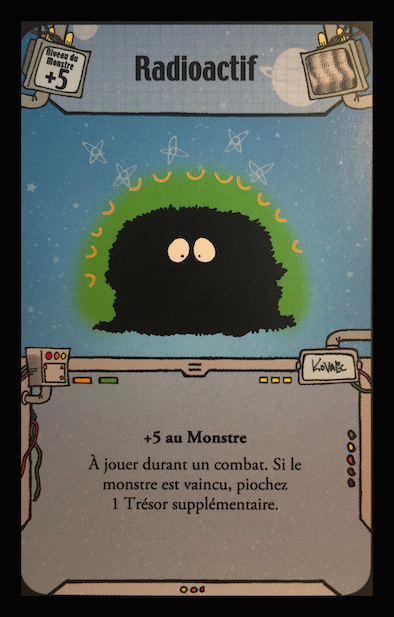 Niveau du
Monstre
+5
Radioactif
KOVALIC
+5 au Monstre
À jouer durant un combat. Si le
monstre est vaincu, piochez
1 Trésor supplémentaire.